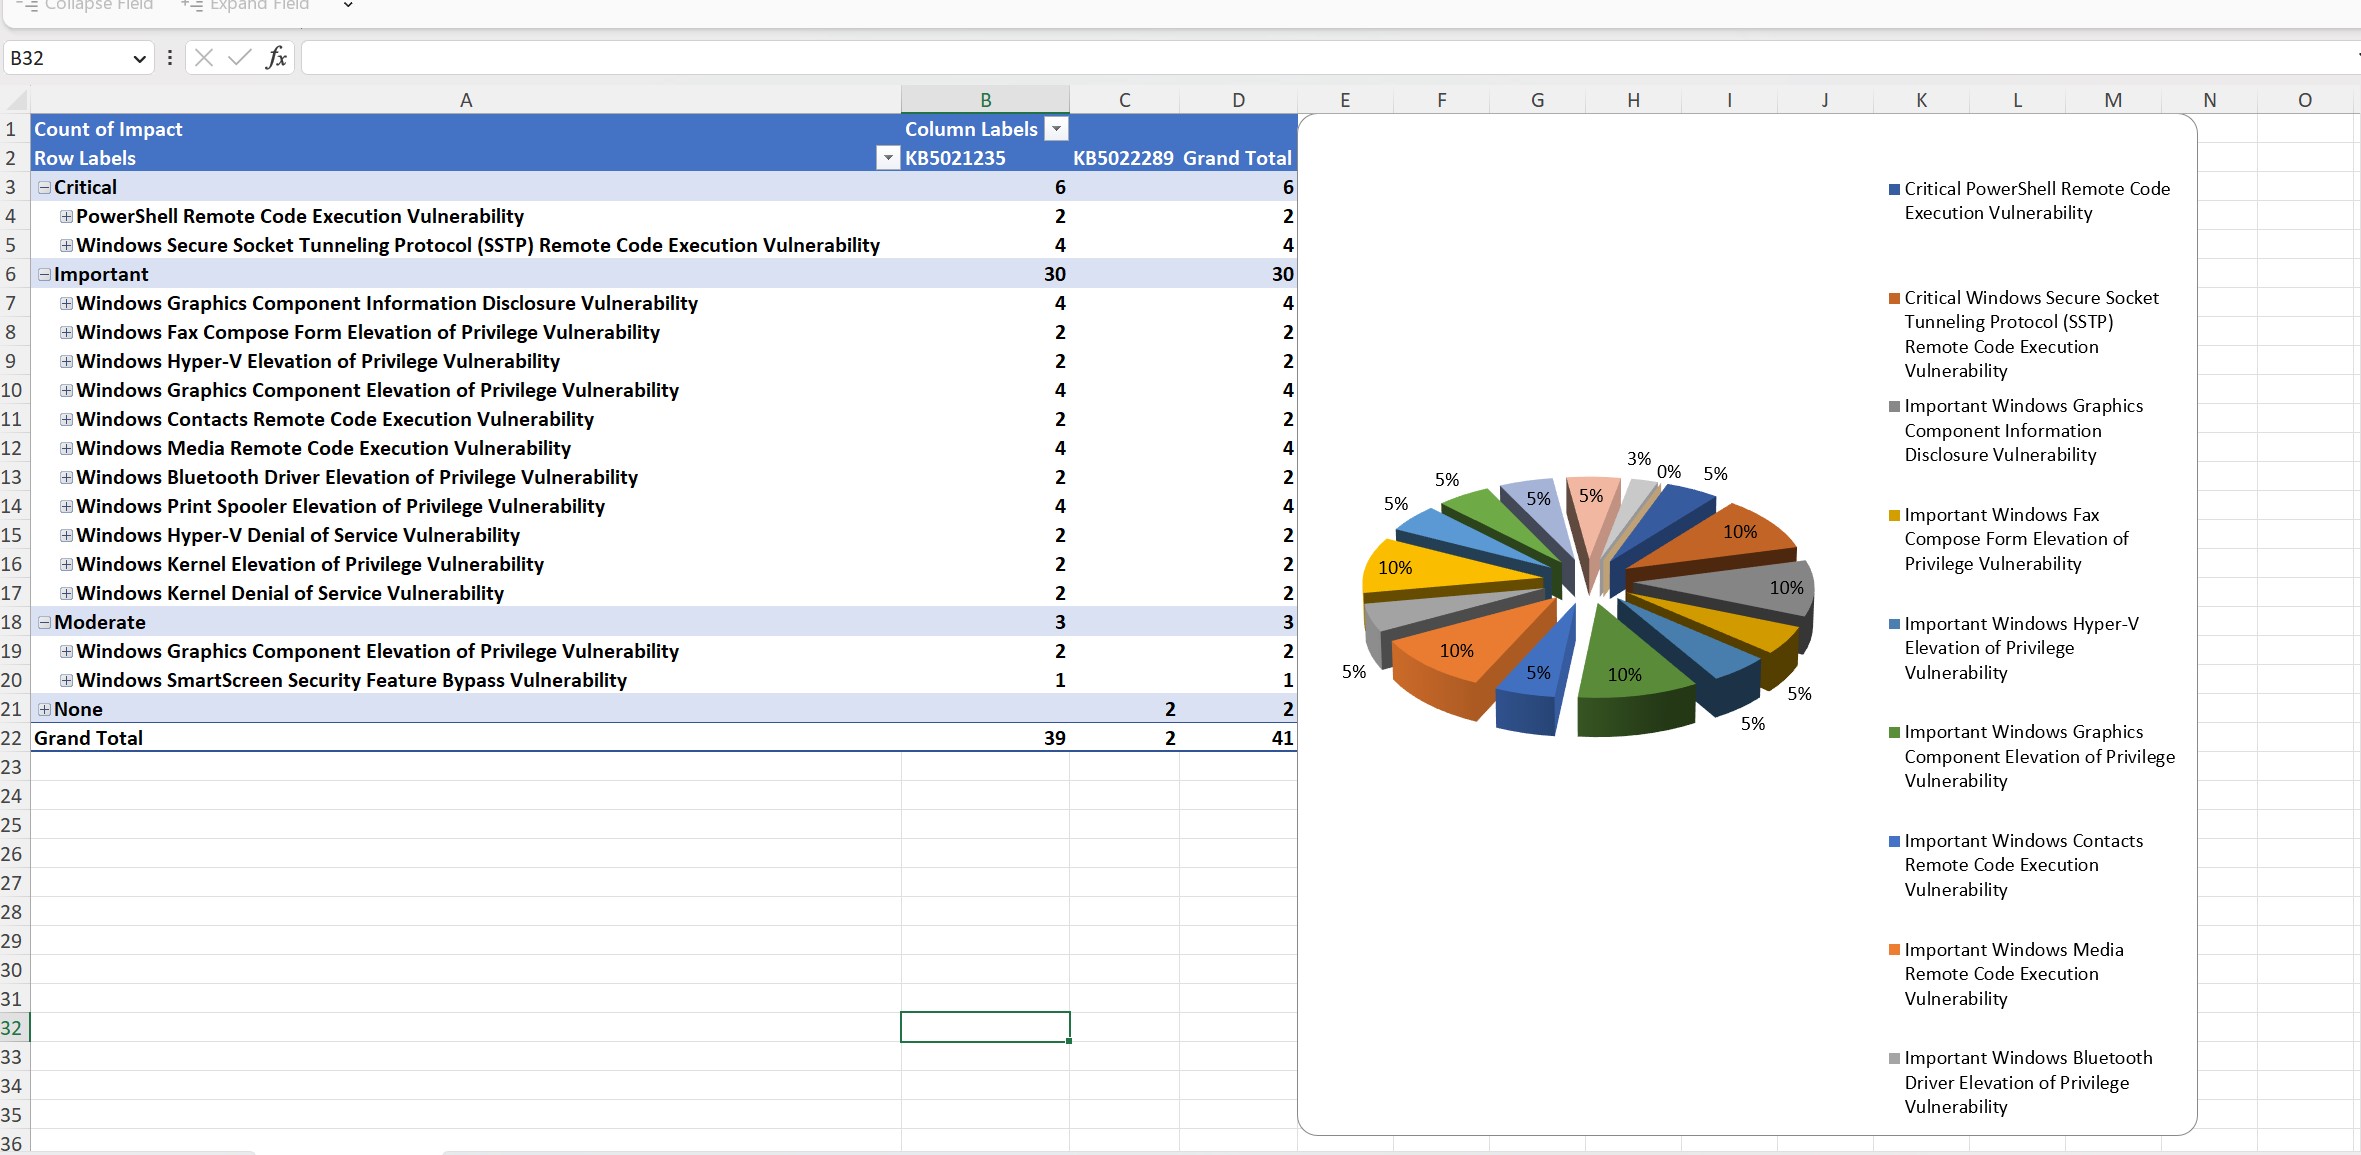 Collapse Field Expand Field
B32 fx
A B C D E F G H I J K L M N O
1 Count of Impact Column Labels
2 Row Labels KB5021235 KB5022289 Grand Total
3 Critical 6 6
4 PowerShell Remote Code Execution Vulnerability 2 2
5 Windows Secure Socket Tunneling Protocol (SSTP) Remote Code Execution Vulnerability 4 4
6 Important 30 30
7 Windows Graphics Component Information Disclosure Vulnerability 4 4
8 Windows Fax Compose Form Elevation of Privilege Vulnerability 2 2
9 Windows Hyper-V Elevation of Privilege Vulnerability 2 2
10 Windows Graphics Component Elevation of Privilege Vulnerability 4 4
11 Windows Contacts Remote Code Execution Vulnerability 2 2
12 Windows Media Remote Code Execution Vulnerability 4 4
13 Windows Bluetooth Driver Elevation of Privilege Vulnerability 2 2
14 Windows Print Spooler Elevation of Privilege Vulnerability 4 4
15 Windows Hyper-V Denial of Service Vulnerability 2 2
16 Windows Kernel Elevation of Privilege Vulnerability 2 2
17 Windows Kernel Denial of Service Vulnerability 2 2
18 Moderate 3 3
19 Windows Graphics Component Elevation of Privilege Vulnerability 2 2
20 Windows SmartScreen Security Feature Bypass Vulnerability 1 1
21 None 2 2
22 Grand Total 39 2 41
23
24
25
26
27
28
29
30
31
32
33
34
35
36
3%
0%
5%
5%
5%
5%
5%
10%
10%
10%
5%
10%
5%
10%
5%
5%
5%
Critical PowerShell Remote Code
Execution Vulnerability
Critical Windows Secure Socket
Tunneling Protocol (SSTP)
Remote Code Execution
Vulnerability
Important Windows Graphics
Component Information
Disclosure Vulnerability
Important Windows Fax
Compose Form Elevation of
Privilege Vulnerability
Important Windows Hyper-V
Elevation of Privilege
Vulnerability
Important Windows Graphics
Component Elevation of Privilege
Vulnerability
Important Windows Contacts
Remote Code Execution
Vulnerability
Important Windows Media
Remote Code Execution
Vulnerability
Important Windows Bluetooth
Driver Elevation of Privilege
Vulnerability